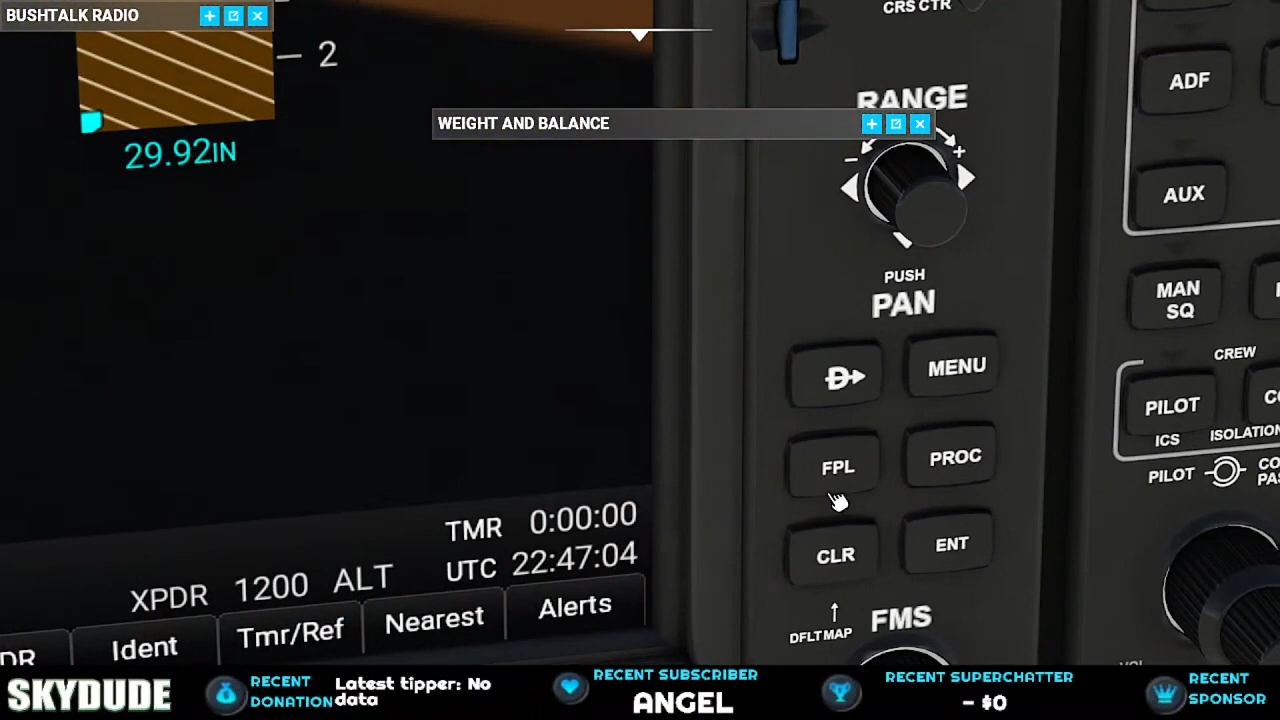 BUSHTALK RADIO
2
CRS CTR
RANGE
ADF
WEIGHT AND BALANCE
29.92IN
- +
AUX
PUSH
PAN
MAN
SQ
CREW
D
MENU
PILOT
ICS
ISOLATION
FPL
PROC
PILOT
TMR 0:00:00
CLR
ENT
UTC 22:47:04
XPDR 1200 ALT
Ident
Tmr/Ref
Nearest
Alerts
DFLT MAP
FMS
SKYDUDE
RECENT
DONATION
Latest tipper: No
data
RECENT SUBSCRIBER
ANGEL
RECENT SUPERCHATTER
- $0
RECENT
SPONSOR